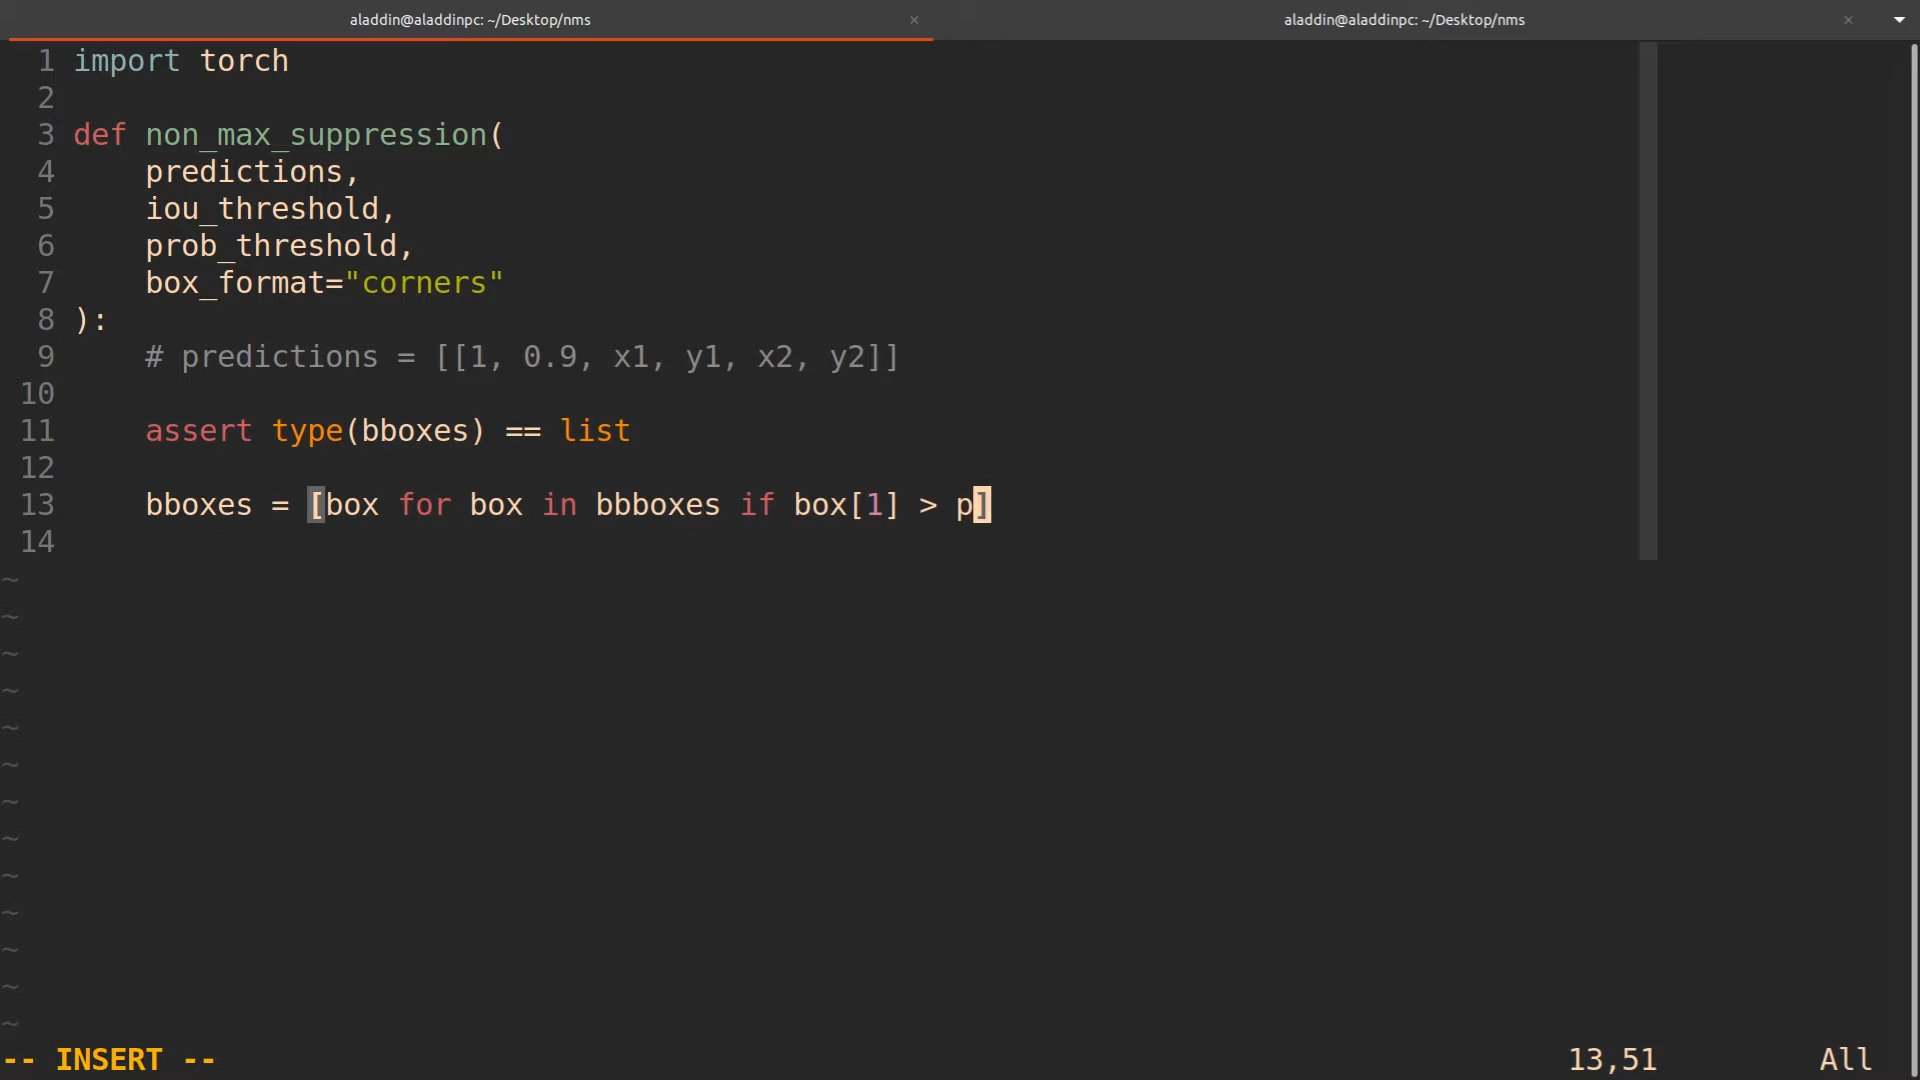 aladdin@aladdinpc: ~/Desktop/nms × aladdin@aladdinpc: ~/Desktop/nms ×
1 import torch
2
3 def non_max_suppression(
4     predictions,
5     iou_threshold,
6     prob_threshold,
7     box_format="corners"
8 ):
9     # predictions = [[1, 0.9, x1, y1, x2, y2]]
10
11     assert type(bboxes) == list
12
13     bboxes = [box for box in bbboxes if box[1] > p]
14
~
~
~
~
~
~
~
~
~
~
~
~
~
-- INSERT -- 13,51 All